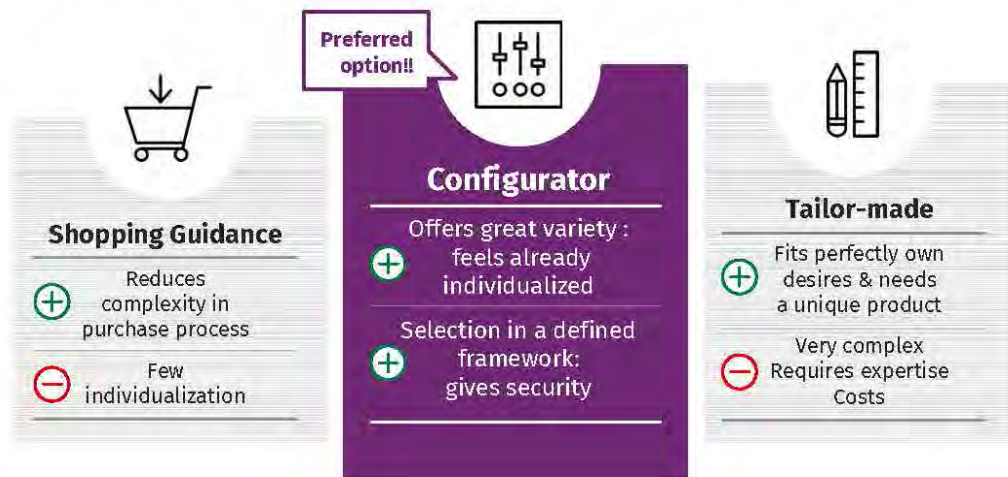 Preferred
option!!
Shopping Guidance
Reduces
complexity in
purchase process
Few
individualization
Configurator
Offers great variety :
feels already
individualized
Selection in a defined
framework:
gives security
Tailor-made
Fits perfectly own
desires & needs
a unique product
Very complex
Requires expertise
Costs